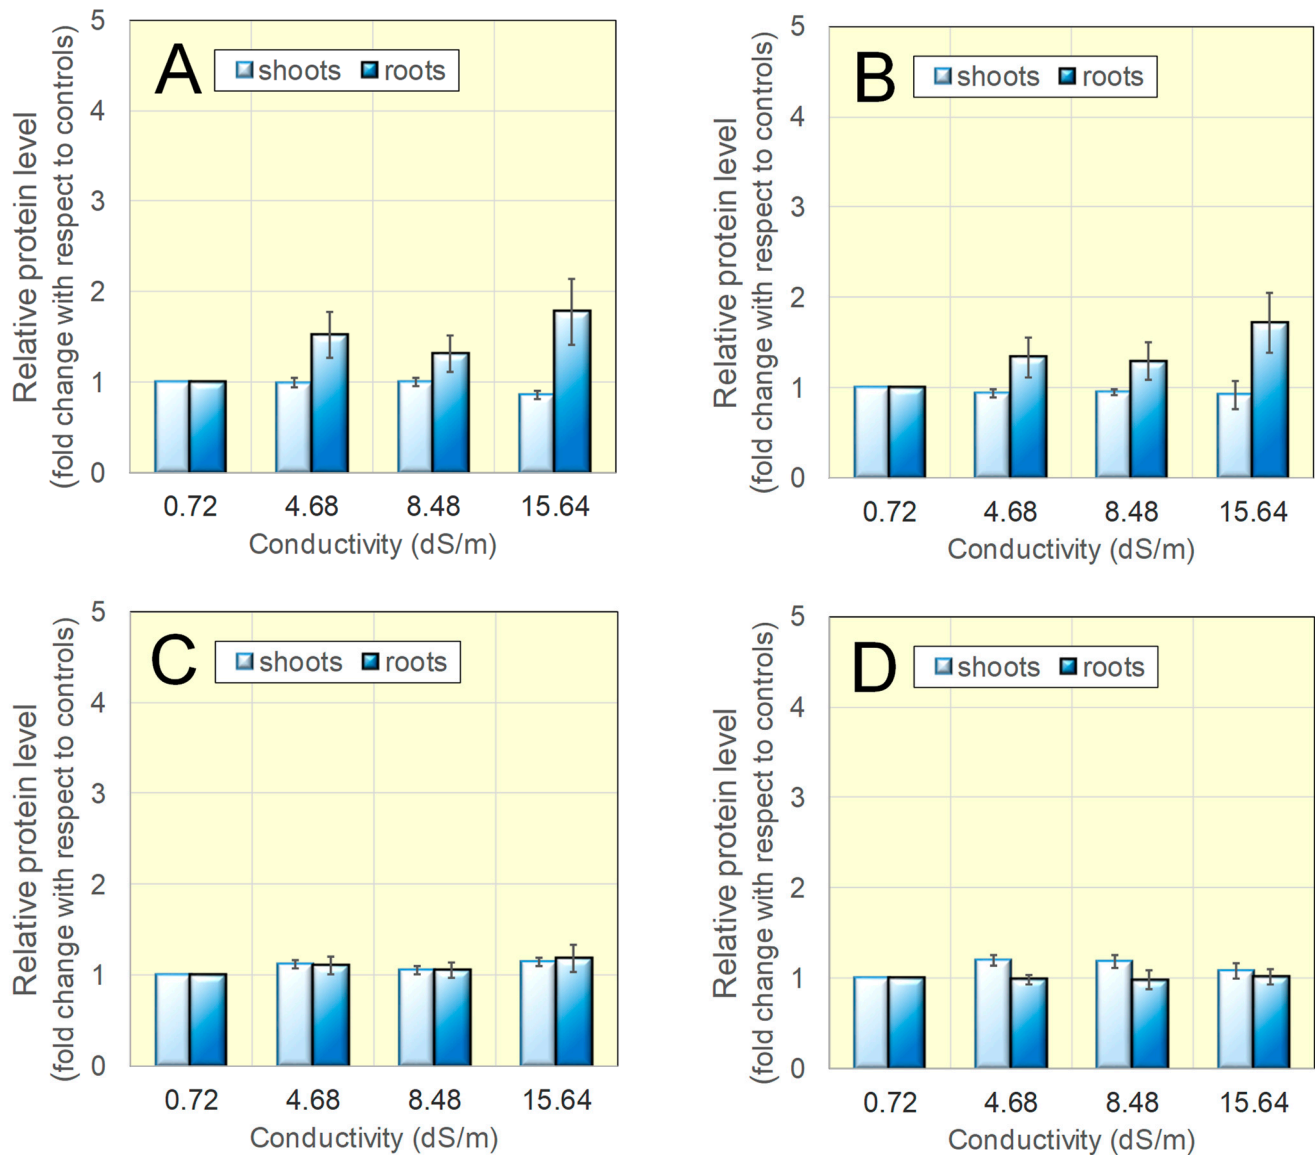 A
shoots roots
5
4
3
2
1
0
Relative protein level
(fold change with respect to controls)
0.72 4.68 8.48 15.64
Conductivity (dS/m)
B
shoots roots
5
4
3
2
1
0
Relative protein level
(fold change with respect to controls)
0.72 4.68 8.48 15.64
Conductivity (dS/m)
C
shoots roots
5
4
3
2
1
0
Relative protein level
(fold change with respect to controls)
0.72 4.68 8.48 15.64
Conductivity (dS/m)
D
shoots roots
5
4
3
2
1
0
Relative protein level
(fold change with respect to controls)
0.72 4.68 8.48 15.64
Conductivity (dS/m)